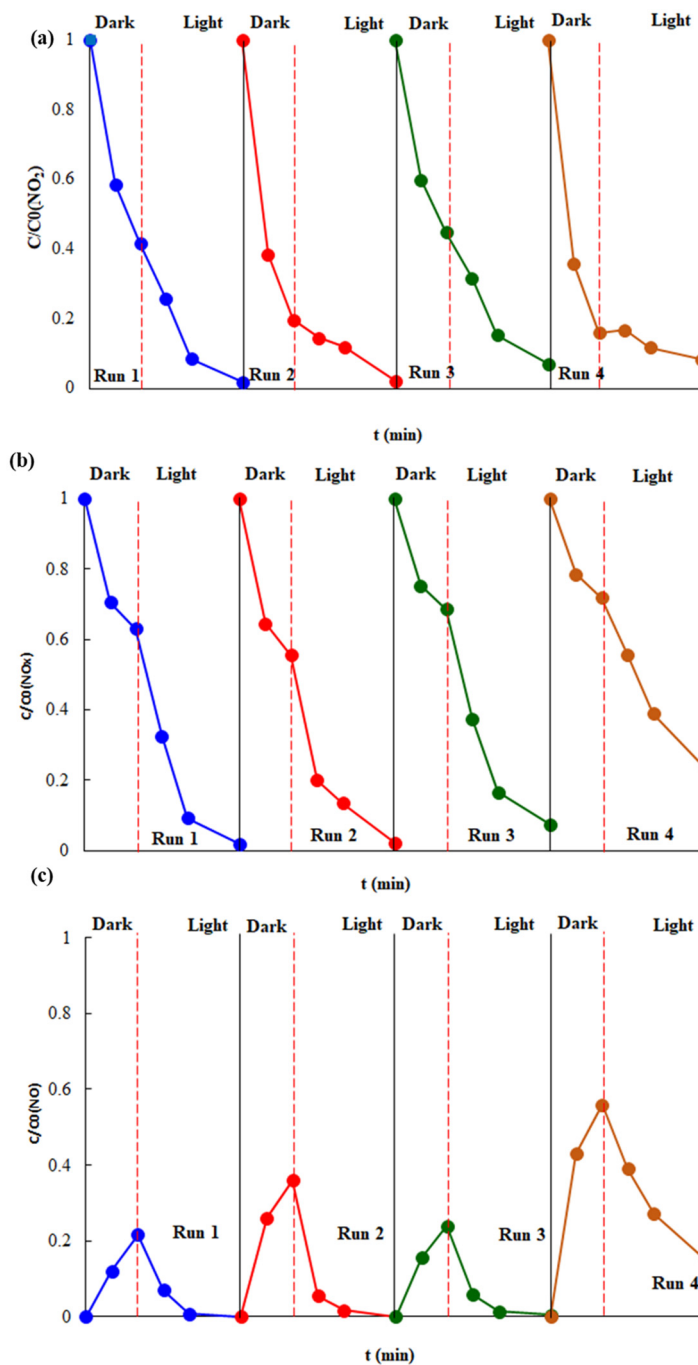 (a) Dark Light Dark Light Dark Light Dark Light
1
0.8
0.6
0.4
0.2
0
C/C0(NO₂)
Run 1 Run 2 Run 3 Run 4
t (min)
(b) Dark Light Dark Light Dark Light Dark Light
1
0.8
0.6
0.4
0.2
0
c/c0(NOx)
Run 1 Run 2 Run 3 Run 4
t (min)
(c)
Dark Light Dark Light Dark Light Dark Light
1
0.8
0.6
0.4
0.2
0
c/c0(NO)
Run 1 Run 2 Run 3 Run 4
t (min)